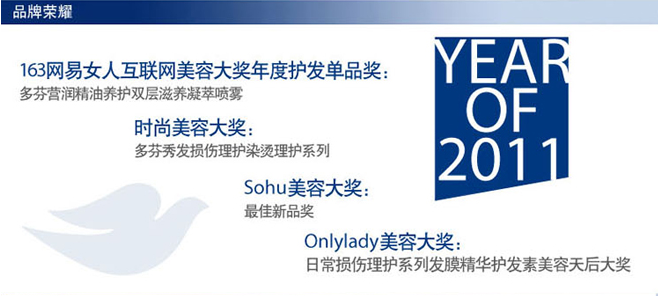 品牌荣耀
163网易女人互联网美容大奖年度护发单品奖：
多芬营润精油养护双层滋养凝萃喷雾
时尚美容大奖：
多芬秀发损伤理护染烫理护系列
Sohu美容大奖：
最佳新品奖
Onlylady美容大奖：
日常损伤理护系列发膜精华护发素美容天后大奖
YEAR
OF
2011